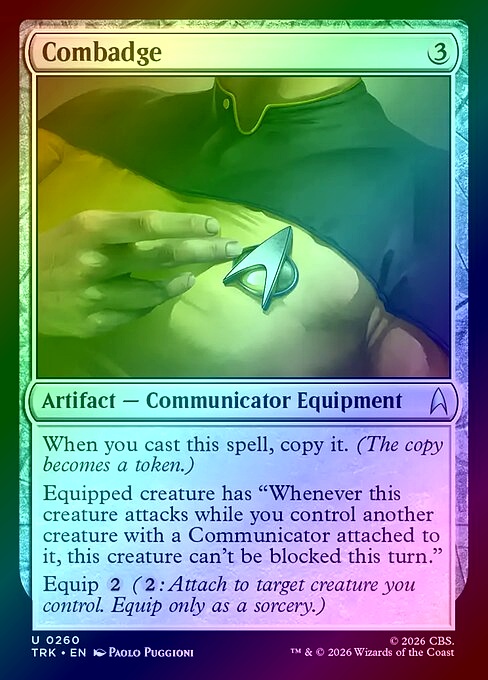 Combadge 3
Artifact — Communicator Equipment
When you cast this spell, copy it. (The copy
becomes a token.)
Equipped creature has “Whenever this
creature attacks while you control another
creature with a Communicator attached to
it, this creature can't be blocked this turn.”
Equip 2 (2: Attach to target creature you
control. Equip only as a sorcery.)
U 0260
TRK • EN Paolo Puggioni
© 2026 CBS.
™ & © 2026 Wizards of the Coast